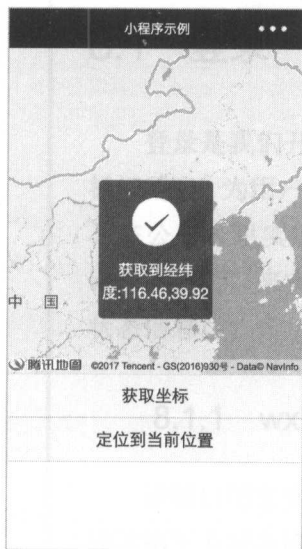 小程序示例
获取到经纬
度:116.46,39.92
中 国
腾讯地图 ©2017 Tencent - GS(2016)930号 - Data© NavInfo
获取坐标
定位到当前位置